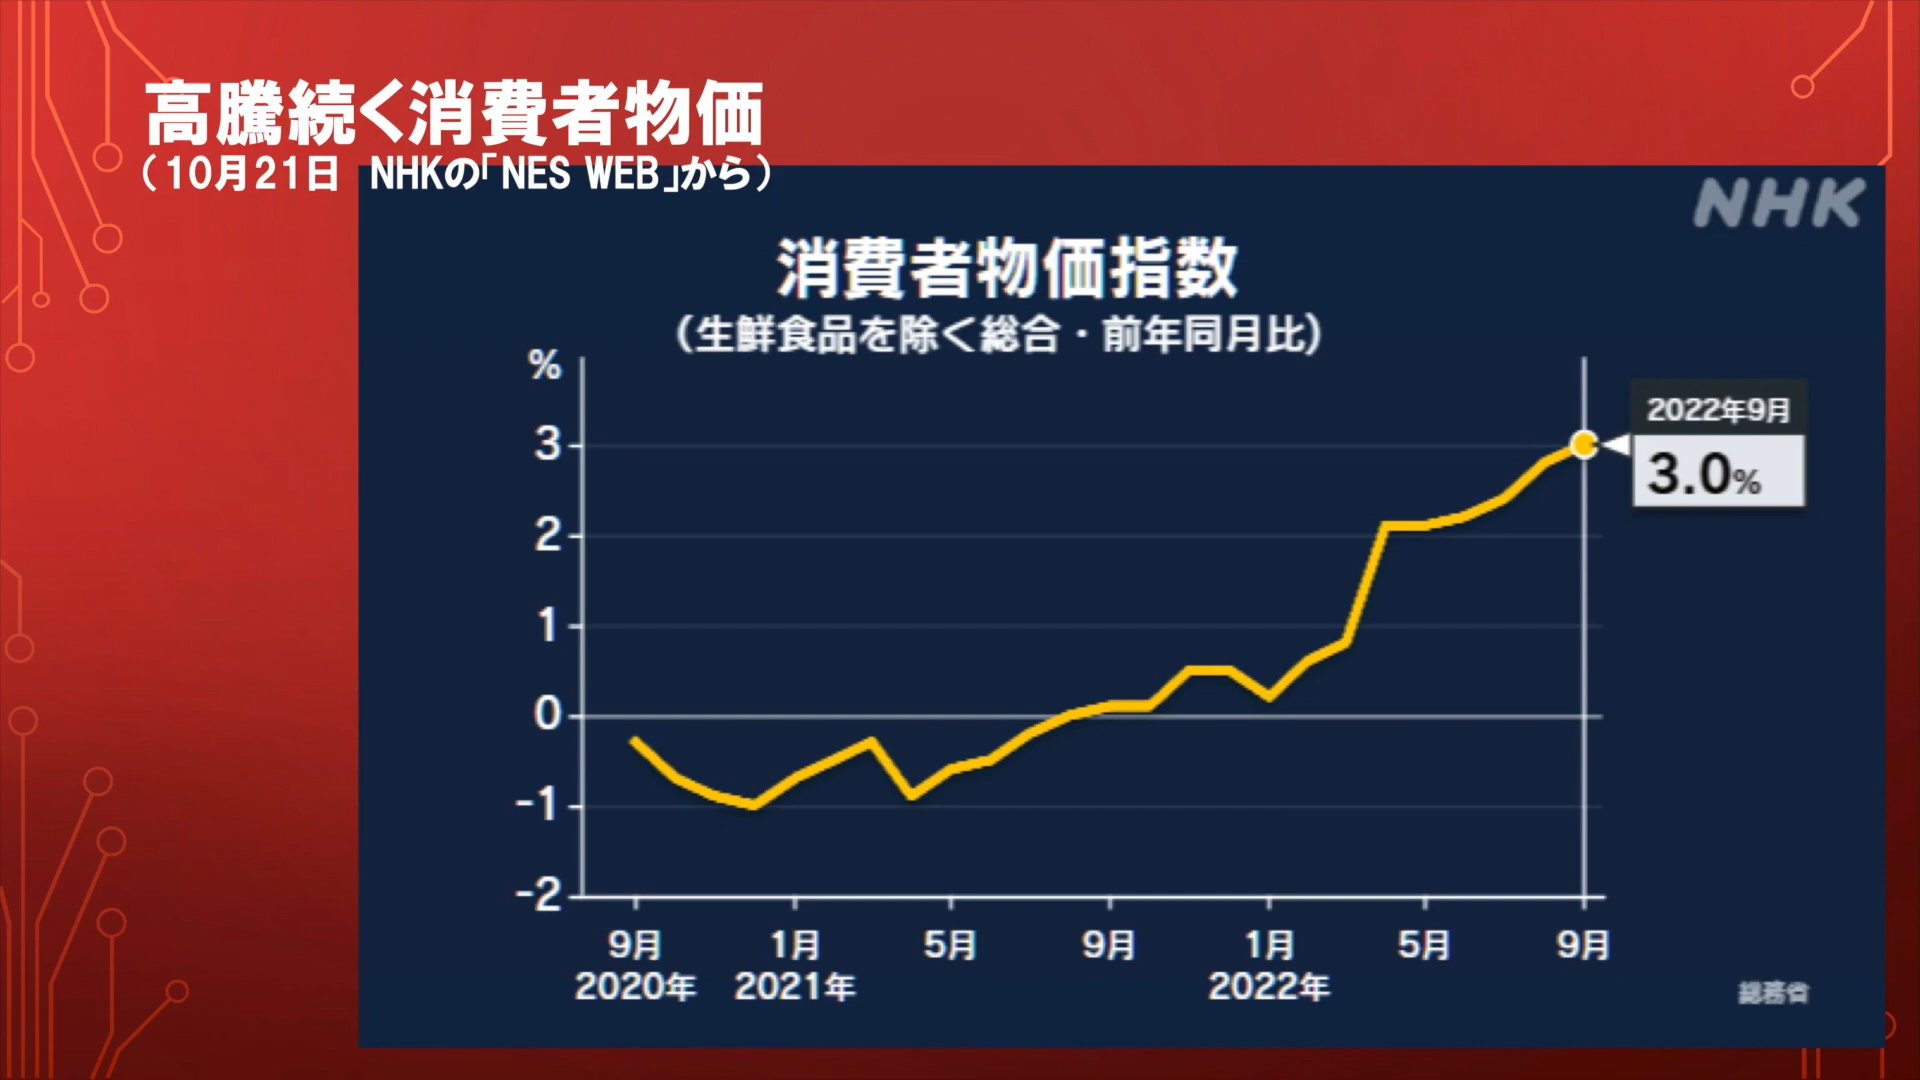 高騰続く消費者物価
（10月21日　NHKの「NES WEB」から）
NHK
消費者物価指数
（生鮮食品を除く総合・前年同月比）
%
3
2
1
0
-1
-2
2022年9月
3.0%
9月 1月 5月 9月 1月 5月 9月
2020年 2021年 2022年
総務省